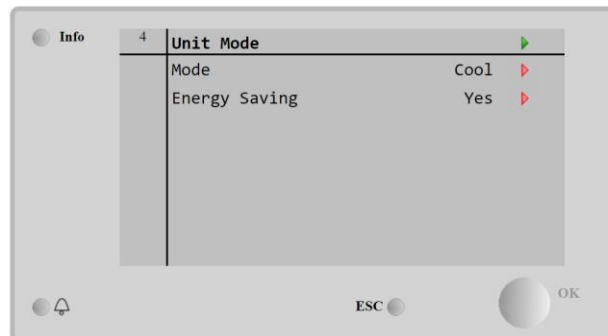 Info
4 Unit Mode
Mode Cool
Energy Saving Yes
ESC
OK